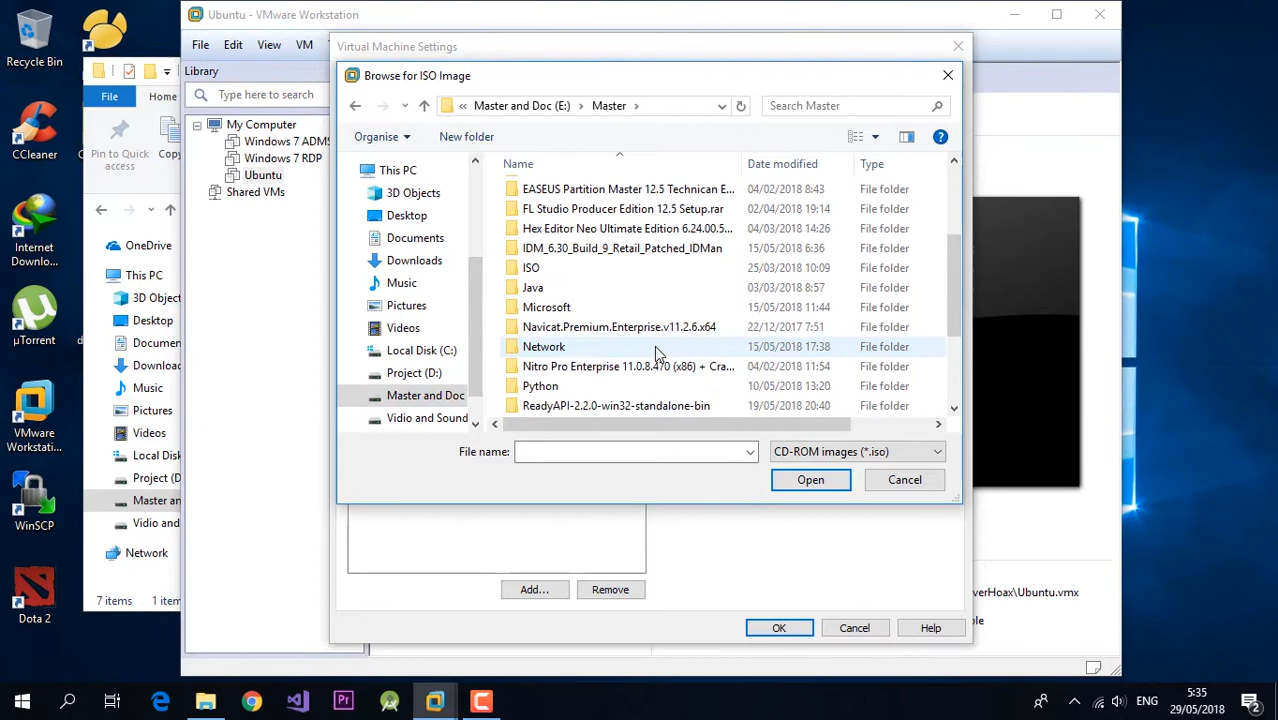 Recycle Bin
CCleaner
Internet
Downloa...
µTorrent
VMware
Workstati...
WinSCP
Dota 2
File
Home
Pin to Quick
access
Copy
OneDrive
This PC
3D Object
Desktop
Documents
Download
Music
Pictures
Videos
Local Disk
Project (D
Master an
Vidio and
Network
7 items
1 item
Ubuntu - VMware Workstation
File
Edit
View
VM
Library
Type here to search
My Computer
Windows 7 ADMS
Windows 7 RDP
Ubuntu
Shared VMs
Virtual Machine Settings
Browse for ISO Image
« Master and Doc (E:) > Master >
Search Master
Organise
New folder
This PC
3D Objects
Desktop
Documents
Downloads
Music
Pictures
Videos
Local Disk (C:)
Project (D:)
Master and Doc
Vidio and Sound
Name Date modified Type
EASEUS Partition Master 12.5 Technican E... 04/02/2018 8:43 File folder
FL Studio Producer Edition 12.5 Setup.rar 02/04/2018 19:14 File folder
Hex Editor Neo Ultimate Edition 6.24.00.5... 04/03/2018 14:26 File folder
IDM_6.30_Build_9_Retail_Patched_IDMan 15/05/2018 6:36 File folder
ISO 25/03/2018 10:09 File folder
Java 03/03/2018 8:57 File folder
Microsoft 15/05/2018 11:44 File folder
Navicat.Premium.Enterprise.v11.2.6.x64 22/12/2017 7:51 File folder
Network 15/05/2018 17:38 File folder
Nitro Pro Enterprise 11.0.8.470 (x86) + Cra... 04/02/2018 11:54 File folder
Python 10/05/2018 13:20 File folder
ReadyAPI-2.2.0-win32-standalone-bin 19/05/2018 20:40 File folder
File name:
CD-ROM images (*.iso)
Open
Cancel
Add...
Remove
OK
Cancel
Help
verHoax\Ubuntu.vmx
ENG
5:35
29/05/2018
2